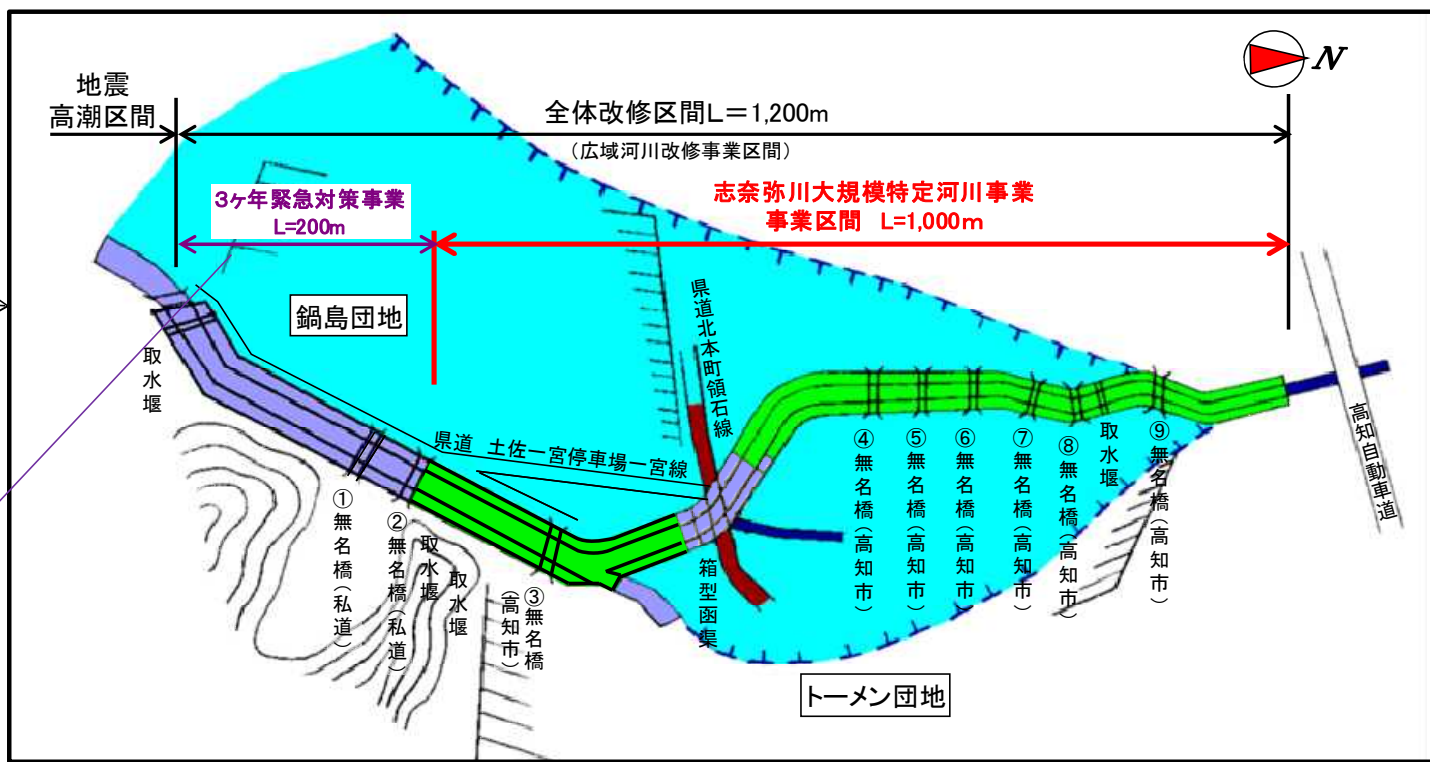 地震
高潮区間
全体改修区間L＝1,200m
（広域河川改修事業区間）
N
3ヶ年緊急対策事業
L=200m
志奈弥川大規模特定河川事業
事業区間　L=1,000m
鍋島団地
県道北本町領石線
取水堰
県道　土佐一宮停車場一宮線
①無名橋（私道）
②無名橋（私道）
取水堰
取水堰
③無名橋
（高知市）
箱型函渠
④無名橋（高知市）
⑤無名橋（高知市）
⑥無名橋（高知市）
⑦無名橋（高知市）
⑧無名橋（高知市）
取水堰
⑨無名橋（高知市）
高知自動車道
トーメン団地